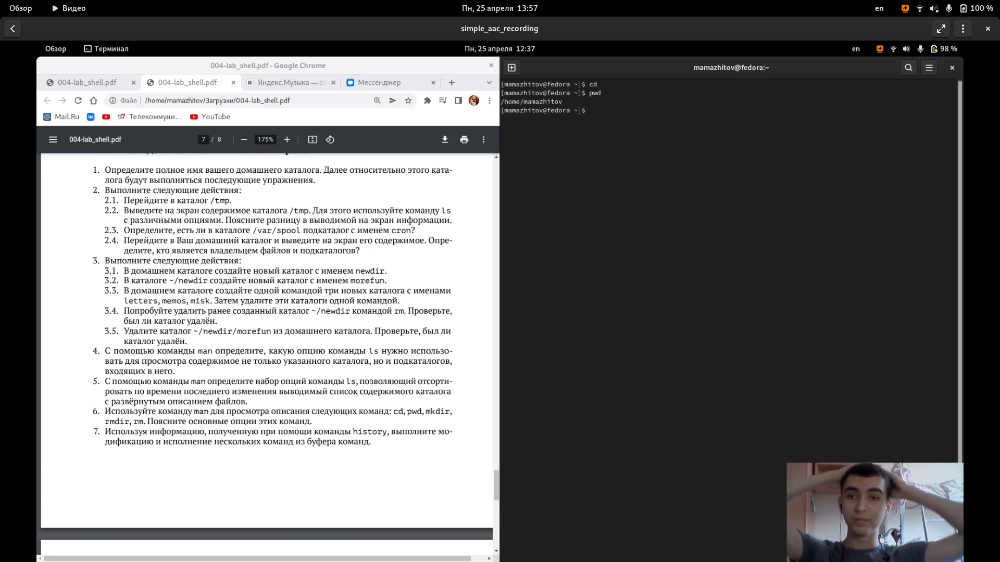 Обзор Видео Пн, 25 апреля 13:57 en 100 %
simple_aac_recording
Обзор Терминал Пн, 25 апреля 12:37 en 98 %
004-lab_shell.pdf - Google Chrome
004-lab_shell.pdf 004-lab_shell.pdf Яндекс.Музыка — Мессенджер
Файл /home/mamazhitov/Загрузки/004-lab_shell.pdf
Mail.Ru Телекоммуни… YouTube
004-lab_shell.pdf 7 / 8 175%
1. Определите полное имя вашего домашнего каталога. Далее относительно этого ката-
лога будут выполняться последующие упражнения.
2. Выполните следующие действия:
2.1. Перейдите в каталог /tmp.
2.2. Выведите на экран содержимое каталога /tmp. Для этого используйте команду ls
с различными опциями. Поясните разницу в выводимой на экран информации.
2.3. Определите, есть ли в каталоге /var/spool подкаталог с именем cron?
2.4. Перейдите в Ваш домашний каталог и выведите на экран его содержимое. Опре-
делите, кто является владельцем файлов и подкаталогов?
3. Выполните следующие действия:
3.1. В домашнем каталоге создайте новый каталог с именем newdir.
3.2. В каталоге ~/newdir создайте новый каталог с именем morefun.
3.3. В домашнем каталоге создайте одной командой три новых каталога с именами
letters, memos, misk. Затем удалите эти каталоги одной командой.
3.4. Попробуйте удалить ранее созданный каталог ~/newdir командой rm. Проверьте,
был ли каталог удалён.
3.5. Удалите каталог ~/newdir/morefun из домашнего каталога. Проверьте, был ли
каталог удалён.
4. С помощью команды man определите, какую опцию команды ls нужно использо-
вать для просмотра содержимое не только указанного каталога, но и подкаталогов,
входящих в него.
5. С помощью команды man определите набор опций команды ls, позволяющий отсорти-
ровать по времени последнего изменения выводимый список содержимого каталога
с развёрнутым описанием файлов.
6. Используйте команду man для просмотра описания следующих команд: cd, pwd, mkdir,
rmdir, rm. Поясните основные опции этих команд.
7. Используя информацию, полученную при помощи команды history, выполните мо-
дификацию и исполнение нескольких команд из буфера команд.
mamazhitov@fedora:~
[mamazhitov@fedora ~]$ cd
[mamazhitov@fedora ~]$ pwd
/home/mamazhitov
[mamazhitov@fedora ~]$